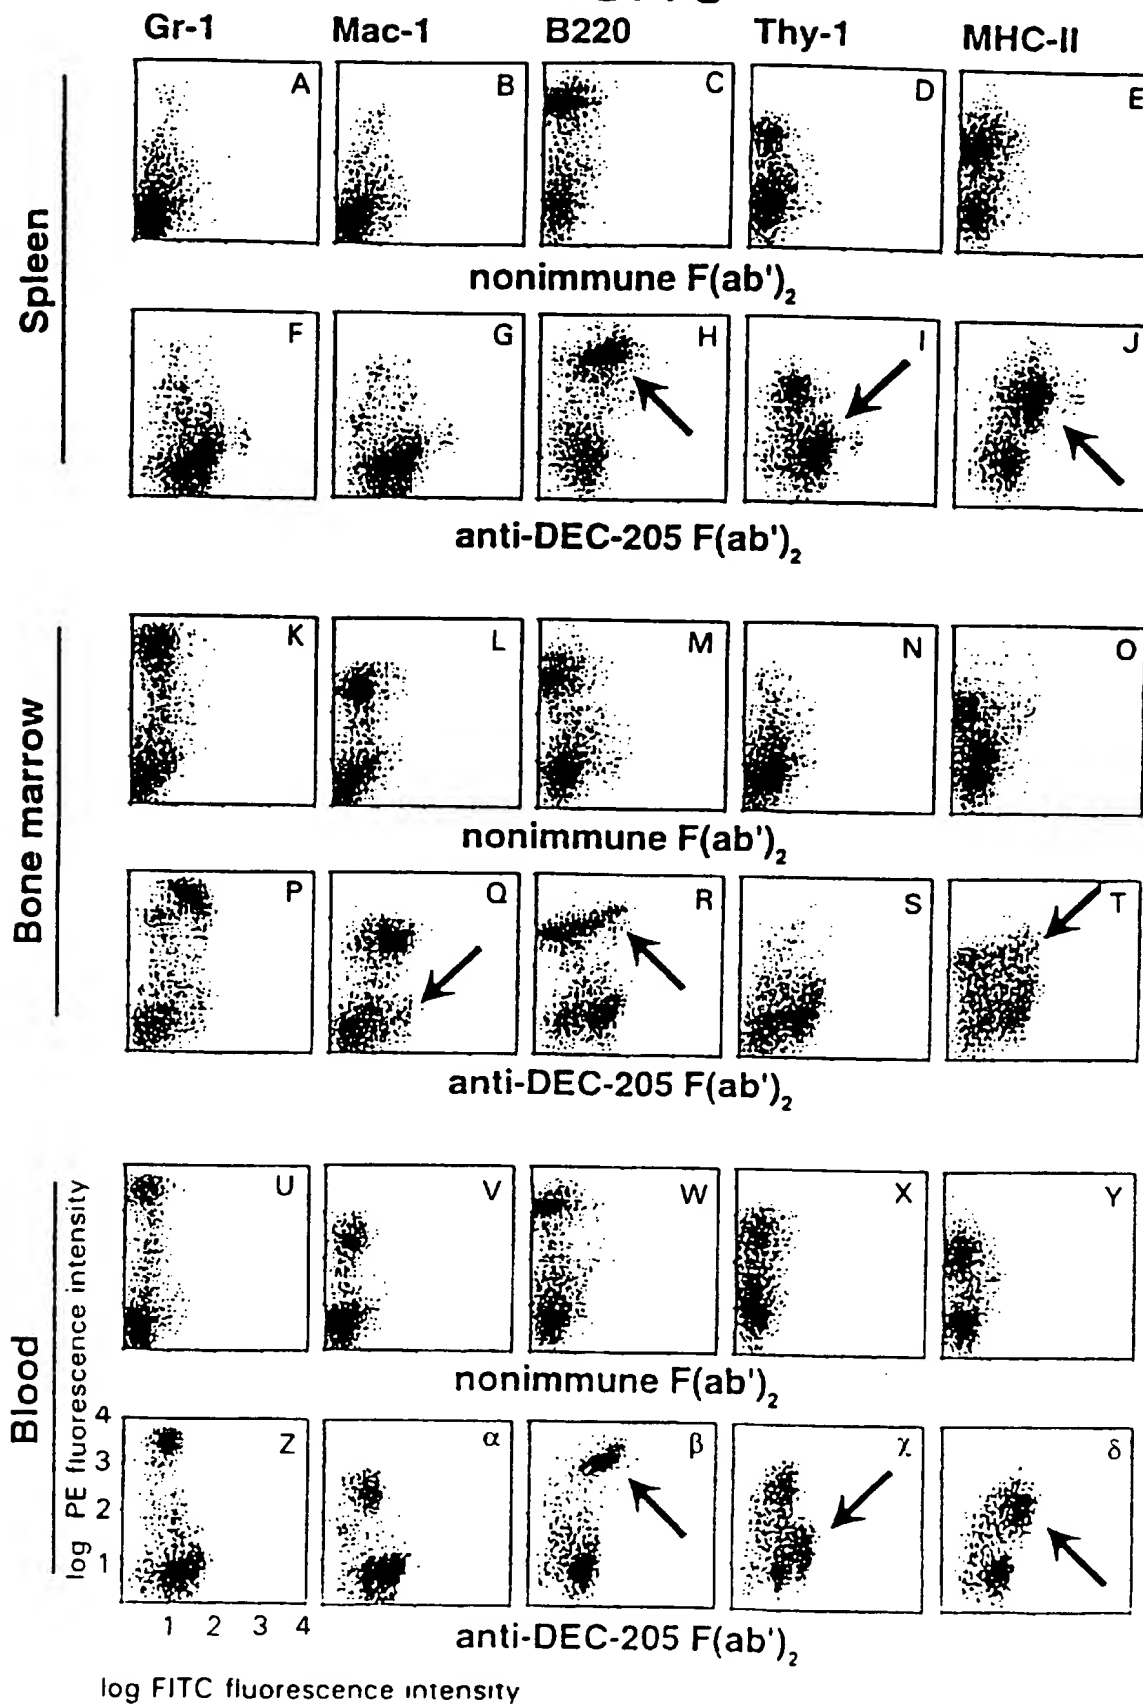 Gr-1 Mac-1 B220 Thy-1 MHC-II
A B C D E
Spleen
nonimmune F(ab')₂
F G H I J
anti-DEC-205 F(ab')₂
K L M N O
Bone marrow
nonimmune F(ab')₂
P Q R S T
anti-DEC-205 F(ab')₂
U V W X Y
Blood
nonimmune F(ab')₂
log PE fluorescence intensity
4
3
2
1
Z α β χ δ
1 2 3 4
anti-DEC-205 F(ab')₂
log FITC fluorescence intensity